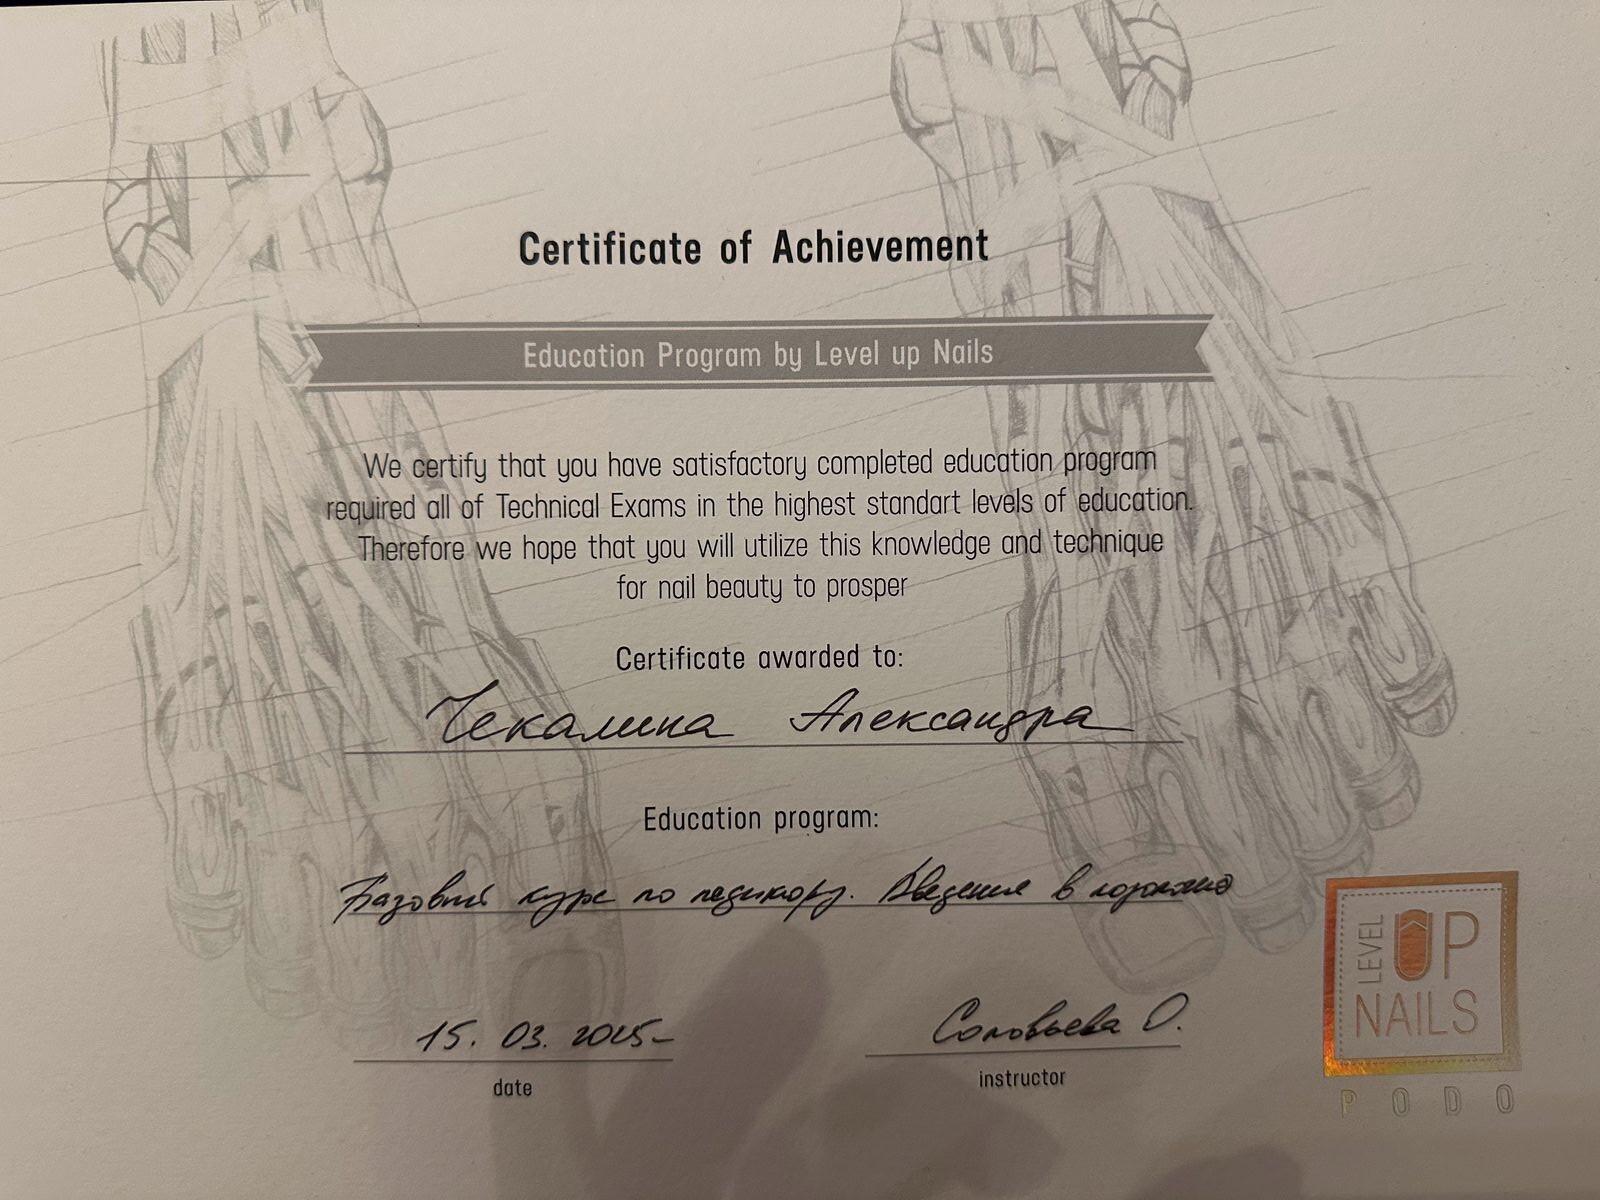 Certificate of Achievement
Education Program by Level up Nails
We certify that you have satisfactory completed education program
required all of Technical Exams in the highest standart levels of education.
Therefore we hope that you will utilize this knowledge and technique
for nail beauty to prosper
Certificate awarded to:
Чекалина Александра
Education program:
Базовый курс по педикюру. Введение в
15. 03. 2025
date
Соловьева О.
instructor
LEVEL UP
NAILS
PODO